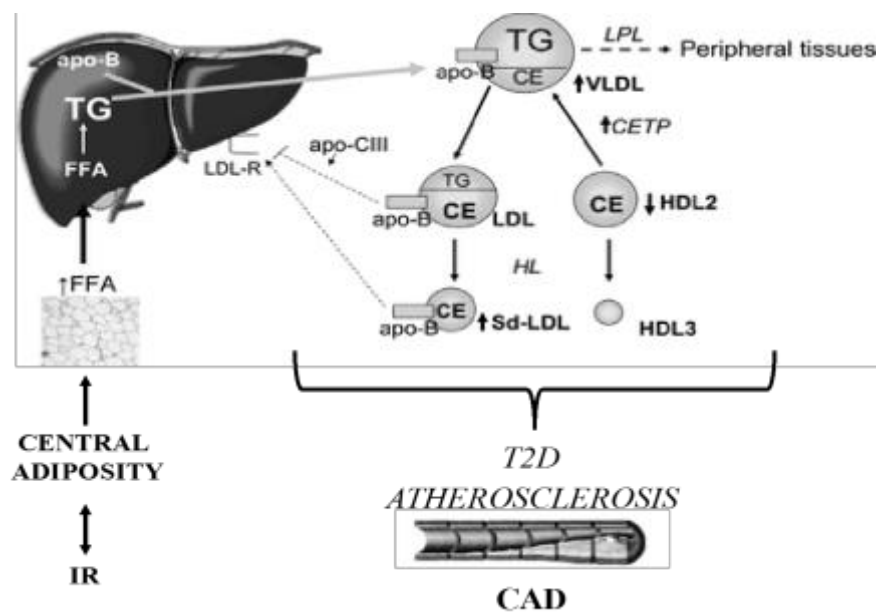 apo-B
TG
FFA
↑FFA
LDL-R
apo-CIII
TG
apo-B
CE
↑VLDL
LPL
Peripheral tissues
↑CETP
TG
CE
apo-B
LDL
CE
↓HDL2
HL
CE
apo-B
↑Sd-LDL
HDL3
CENTRAL
ADIPOSITY
IR
T2D
ATHEROSCLEROSIS
CAD